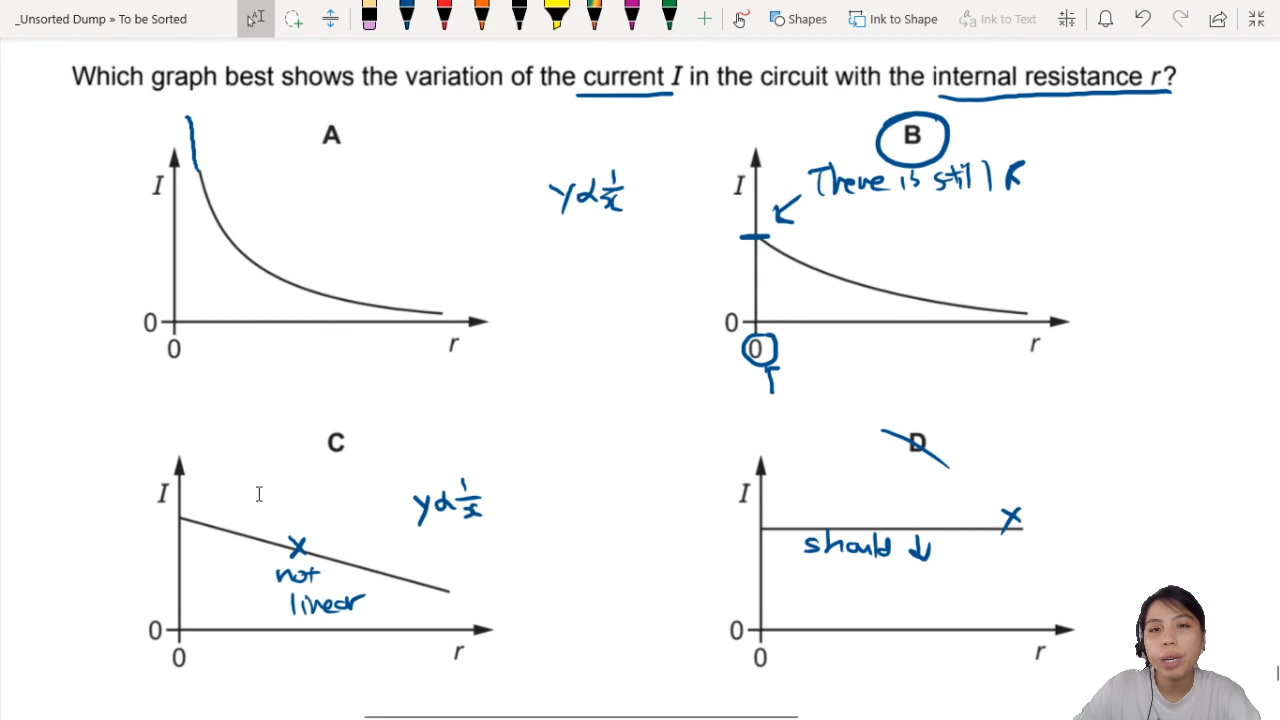 _Unsorted Dump » To be Sorted
Shapes
Ink to Shape
Ink to Text
Which graph best shows the variation of the current I in the circuit with the internal resistance r?
A
B
I
y α 1/x
I
There is still R
0
0
r
0
0
r
r
C
D
I
y α 1/x
I
X
X
should ↓
not
linear
0
0
r
0
0
r